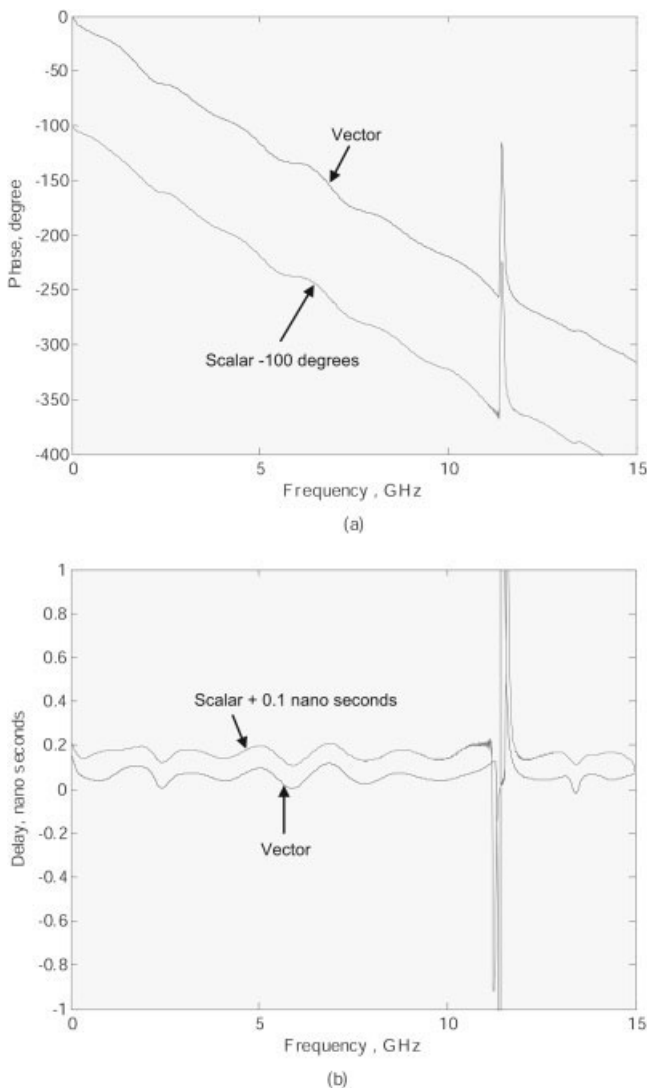 0
-50
-100
-150
-200
-250
-300
-350
-400
Phase, degree
Vector
Scalar -100 degrees
0 5 10 15
Frequency , GHz
(a)
1
0.8
0.6
0.4
0.2
0
-0.2
-0.4
-0.6
-0.8
-1
Delay, nano seconds
Scalar + 0.1 nano seconds
Vector
0 5 10 15
Frequency , GHz
(b)